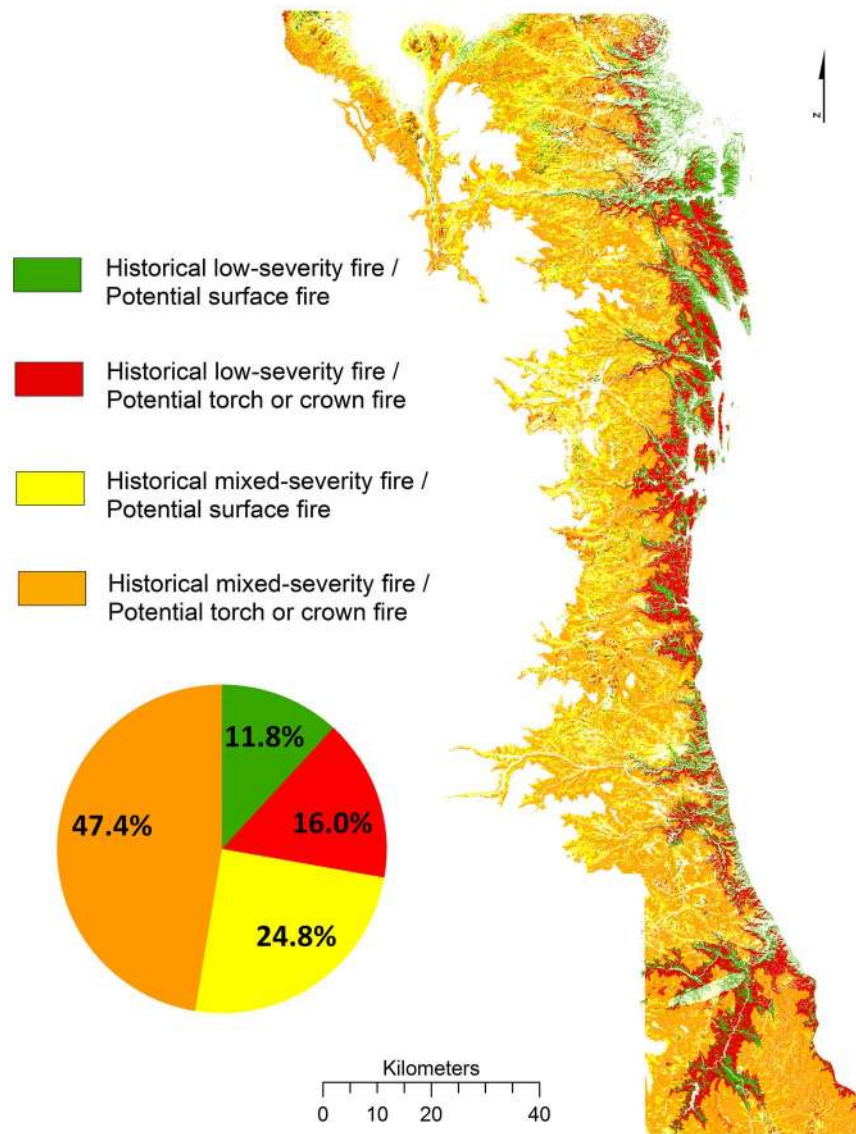 N
Historical low-severity fire /
Potential surface fire
Historical low-severity fire /
Potential torch or crown fire
Historical mixed-severity fire /
Potential surface fire
Historical mixed-severity fire /
Potential torch or crown fire
11.8%
16.0%
47.4%
24.8%
Kilometers
0 10 20 40